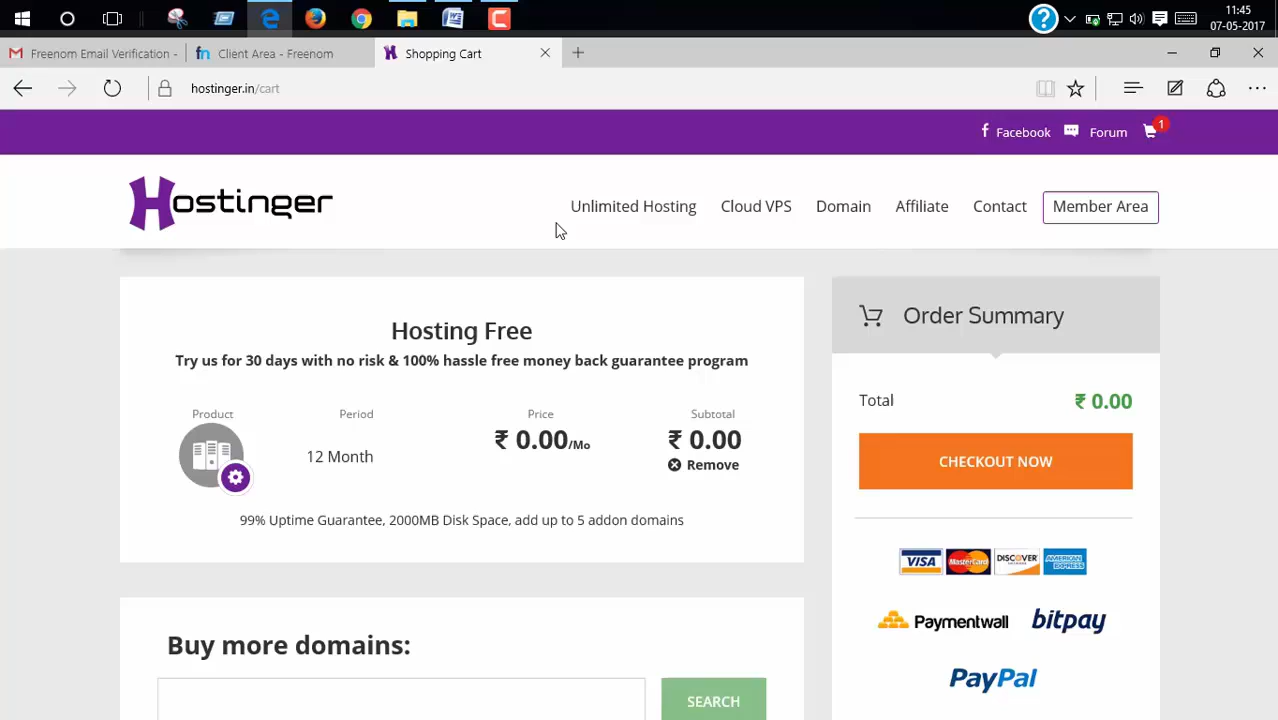 11:45
07-05-2017
Freenom Email Verification -
Client Area - Freenom
Shopping Cart
hostinger.in/cart
Facebook
Forum
1
Hostinger
Unlimited Hosting
Cloud VPS
Domain
Affiliate
Contact
Member Area
Hosting Free
Try us for 30 days with no risk & 100% hassle free money back guarantee program
Product
Period
Price
Subtotal
12 Month
₹ 0.00/Mo
₹ 0.00
Remove
99% Uptime Guarantee, 2000MB Disk Space, add up to 5 addon domains
Buy more domains:
SEARCH
Order Summary
Total
₹ 0.00
CHECKOUT NOW
VISA
MasterCard
DISCOVER
AMERICAN EXPRESS
Paymentwall
bitpay
PayPal